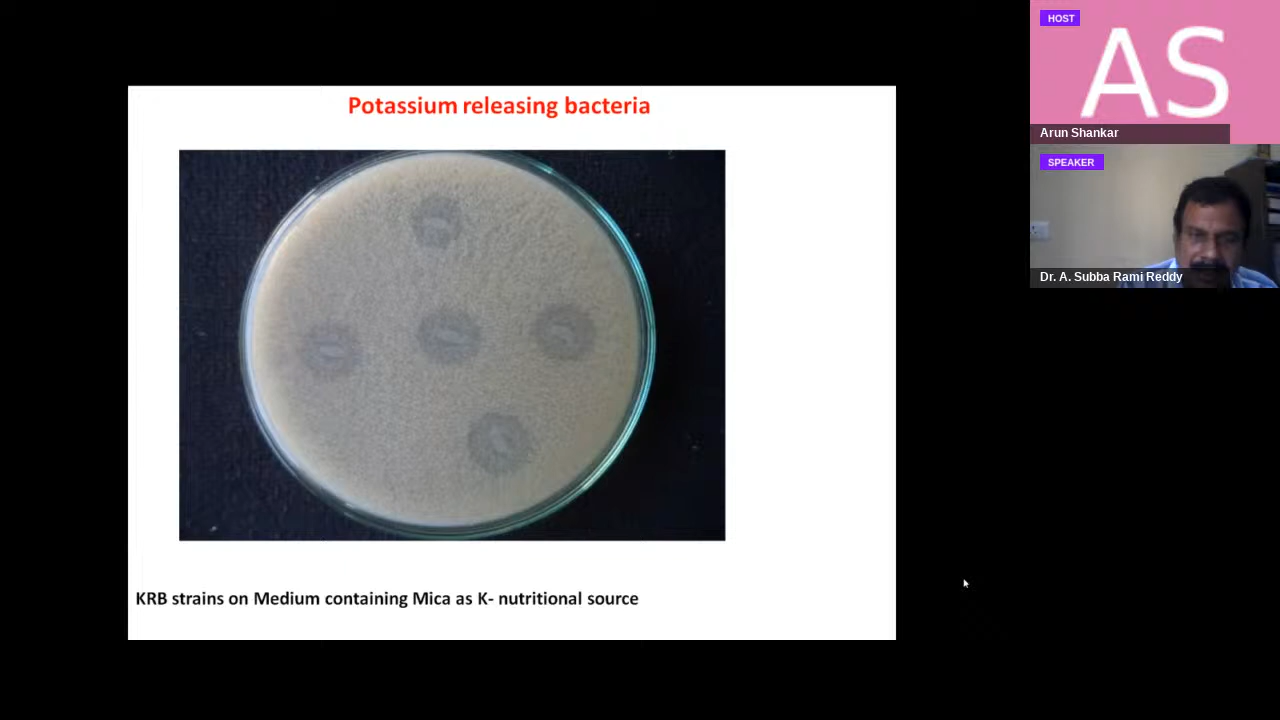 Potassium releasing bacteria
KRB strains on Medium containing Mica as K- nutritional source
HOST
AS
Arun Shankar
SPEAKER
Dr. A. Subba Rami Reddy